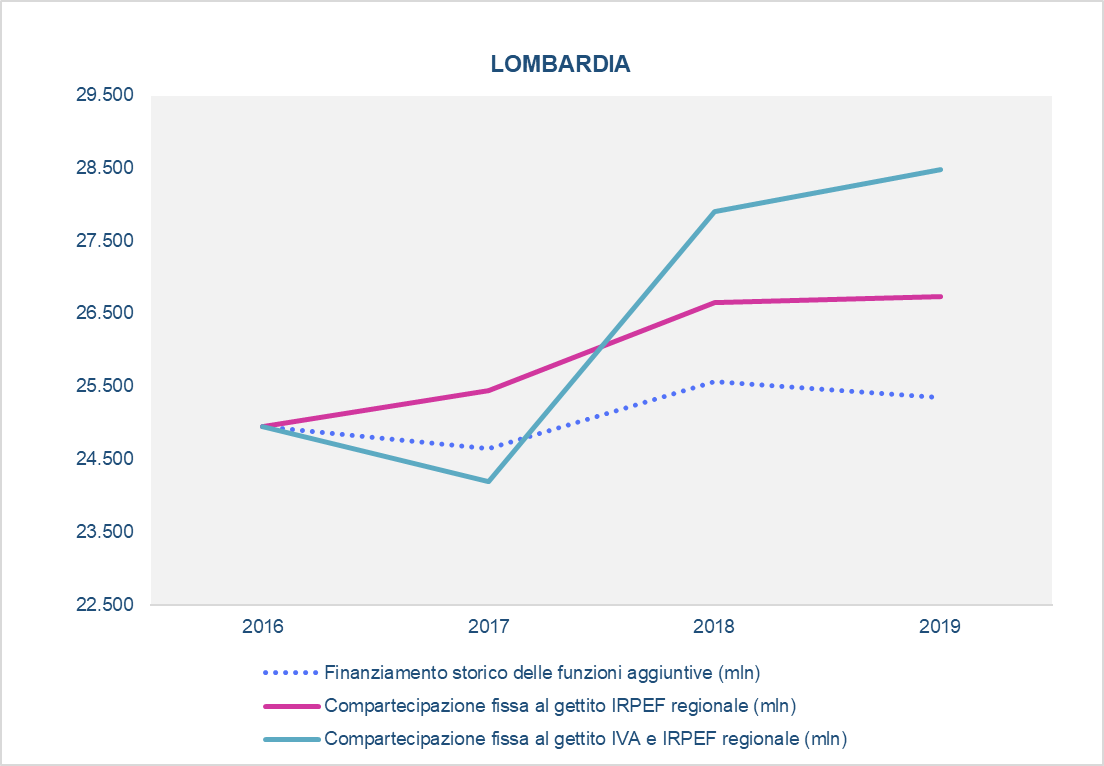 LOMBARDIA
29.500
28.500
27.500
26.500
25.500
24.500
23.500
22.500
2016 2017 2018 2019
Finanziamento storico delle funzioni aggiuntive (mln)
Compartecipazione fissa al gettito IRPEF regionale (mln)
Compartecipazione fissa al gettito IVA e IRPEF regionale (mln)